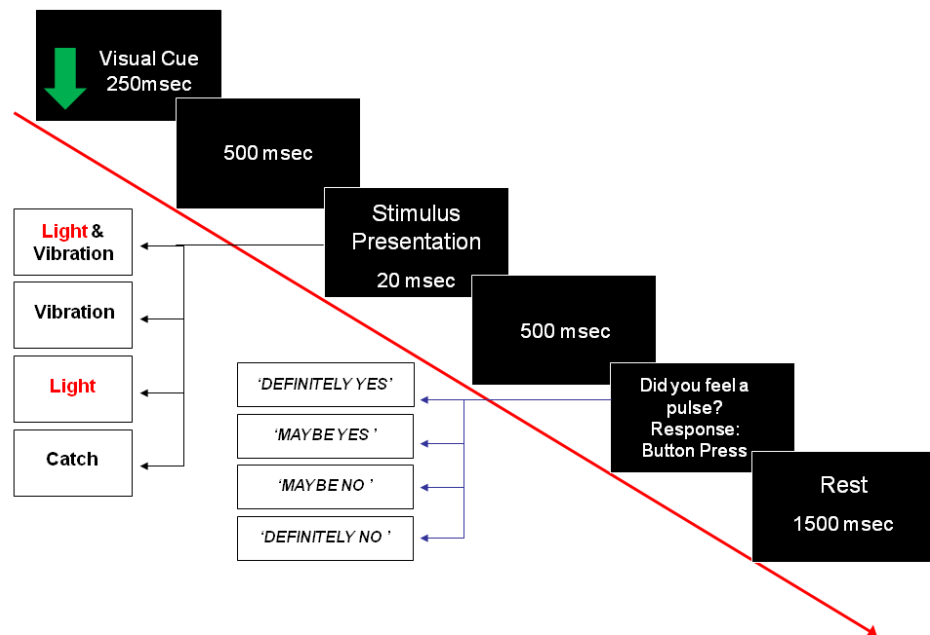 Visual Cue
250msec
500 msec
Stimulus
Presentation
20 msec
Light &
Vibration
Vibration
Light
Catch
500 msec
Did you feel a
pulse?
Response:
Button Press
‘DEFINITELY YES’
‘MAYBE YES ’
‘MAYBE NO ’
‘DEFINITELY NO ’
Rest
1500 msec